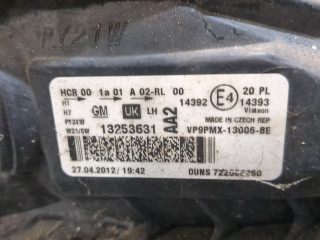 PY21W
HCR 00 1a 01 A 02-RL 00
H7
H7 GM UK LH
PY21W
W21/5W 13253631 AA2
14392 E4 20 PL
14393
Visteon
MADE IN CZECH REP
VP9PMX-13006-BE
27.04.2012 / 19:42
DUNS